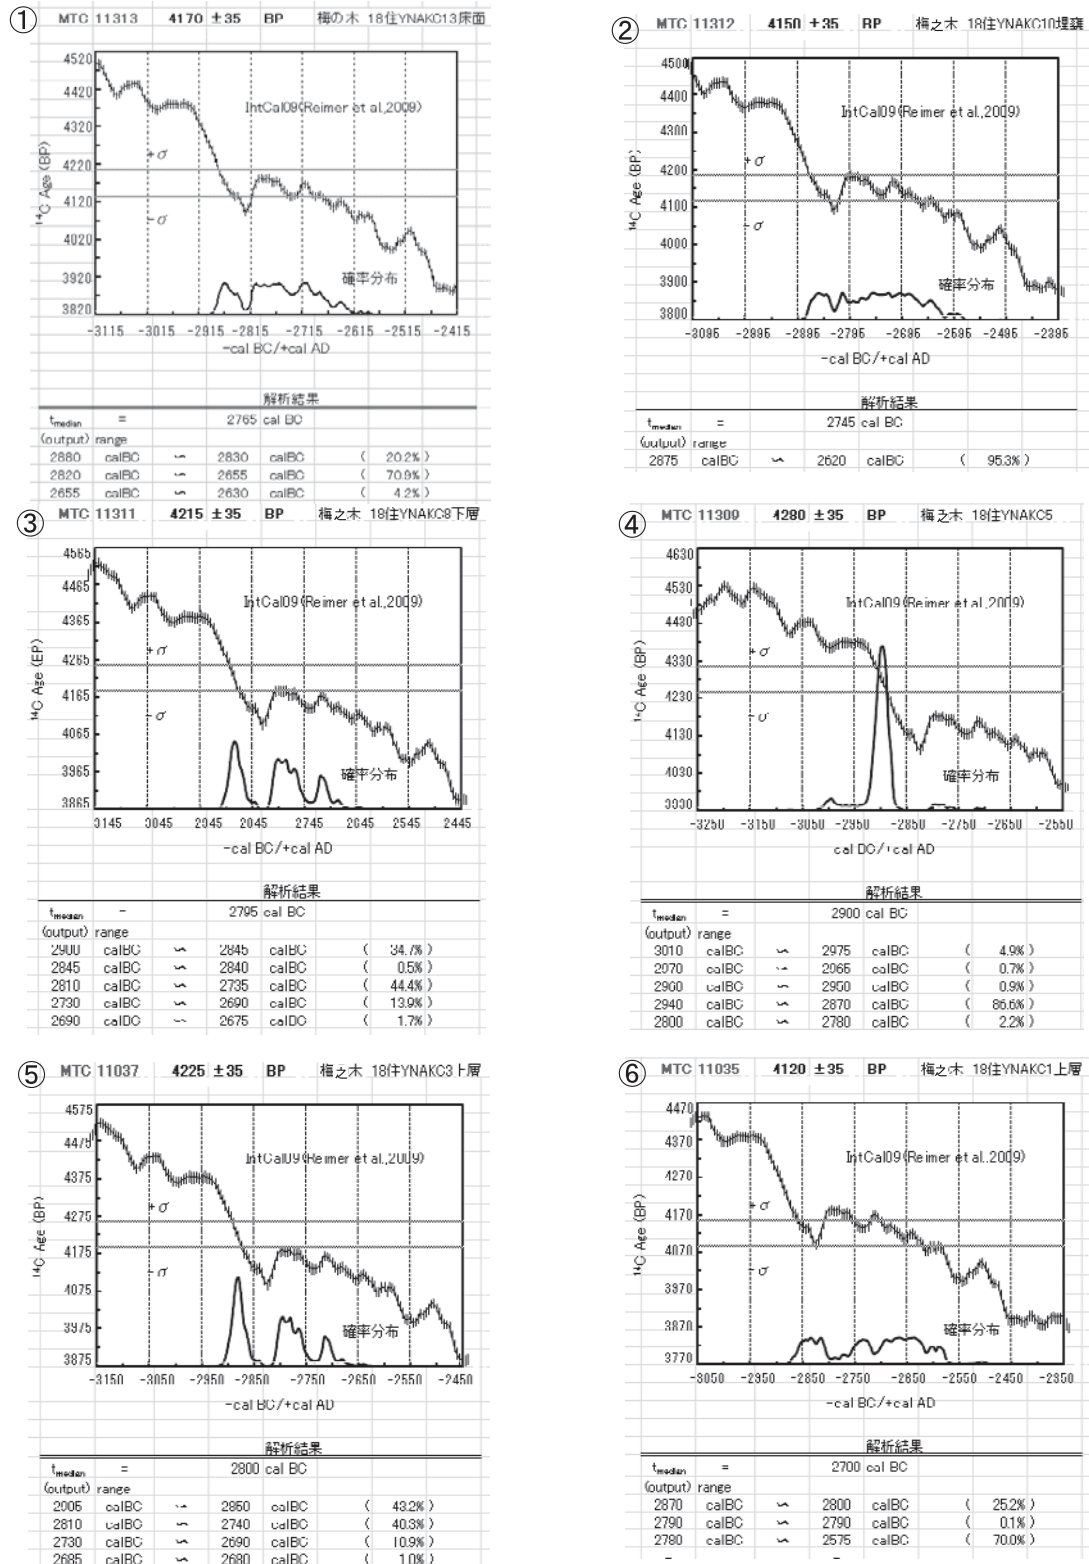 ①
MTC 11313 4170 ±35 BP 梅の木 18住YNAKC13床面
4520
4420
4320
4220
4120
4020
3920
3820
¹⁴C Age (BP)
IntCal09(Reimer et al.,2009)
+σ
-σ
確率分布
-3115 -3015 -2915 -2815 -2715 -2615 -2515 -2415
-cal BC/+cal AD
解析結果
tmedian = 2765 cal BC
(output) range
2880 calBC ~ 2830 calBC ( 20.2% )
2820 calBC ~ 2655 calBC ( 70.9% )
2655 calBC ~ 2630 calBC ( 4.2% )
②
MTC 11312 4150 ±35 BP 梅之木 18住YNAKC10埋甕
4500
4400
4300
4200
4100
4000
3900
3800
¹⁴C Age (BP)
IntCal09(Reimer et al.,2009)
+σ
-σ
確率分布
-3095 -2995 -2895 -2795 -2695 -2595 -2495 -2395
-cal BC/+cal AD
解析結果
tmedian = 2745 cal BC
(output) range
2875 calBC ~ 2620 calBC ( 95.3% )
③
MTC 11311 4215 ±35 BP 梅之木 18住YNAKC8下層
4565
4465
4365
4265
4165
4065
3965
3865
¹⁴C Age (BP)
IntCal09(Reimer et al.,2009)
+σ
-σ
確率分布
3145 3045 2945 2845 2745 2645 2545 2445
-cal BC/+cal AD
解析結果
tmedian - 2795 cal BC
(output) range
2900 calBC ~ 2845 calBC ( 34.7% )
2845 calBC ~ 2840 calBC ( 0.5% )
2810 calBC ~ 2735 calBC ( 44.4% )
2730 calBC ~ 2690 calBC ( 13.9% )
2690 calBC ~ 2675 calBC ( 1.7% )
④
MTC 11309 4280 ±35 BP 梅之木 18住YNAKC5
4630
4530
4430
4330
4230
4130
4030
3930
¹⁴C Age (BP)
IntCal09(Reimer et al.,2009)
+σ
-σ
確率分布
-3250 -3150 -3050 -2950 -2850 -2750 -2650 -2550
cal BC/+cal AD
解析結果
tmedian = 2900 cal BC
(output) range
3010 calBC ~ 2975 calBC ( 4.9% )
2970 calBC ~ 2965 calBC ( 0.7% )
2960 calBC ~ 2950 calBC ( 0.9% )
2940 calBC ~ 2870 calBC ( 86.6% )
2800 calBC ~ 2780 calBC ( 2.2% )
⑤
MTC 11037 4225 ±35 BP 梅之木 18住YNAKC3上層
4575
4475
4375
4275
4175
4075
3975
3875
¹⁴C Age (BP)
IntCal09(Reimer et al.,2009)
+σ
-σ
確率分布
-3150 -3050 -2950 -2850 -2750 -2650 -2550 -2450
-cal BC/+cal AD
解析結果
tmedian = 2800 cal BC
(output) range
2905 calBC ~ 2850 calBC ( 43.2% )
2810 calBC ~ 2740 calBC ( 40.3% )
2730 calBC ~ 2690 calBC ( 10.9% )
2685 calBC ~ 2680 calBC ( 1.0% )
⑥
MTC 11035 4120 ±35 BP 梅之木 18住YNAKC1上層
4470
4370
4270
4170
4070
3970
3870
3770
¹⁴C Age (BP)
IntCal09(Reimer et al.2009)
+σ
-σ
確率分布
-3050 -2950 -2850 -2750 -2650 -2550 -2450 -2350
-cal BC/+cal AD
解析結果
tmedian = 2700 cal BC
(output) range
2870 calBC ~ 2800 calBC ( 25.2% )
2790 calBC ~ 2790 calBC ( 0.1% )
2780 calBC ~ 2575 calBC ( 70.0% )